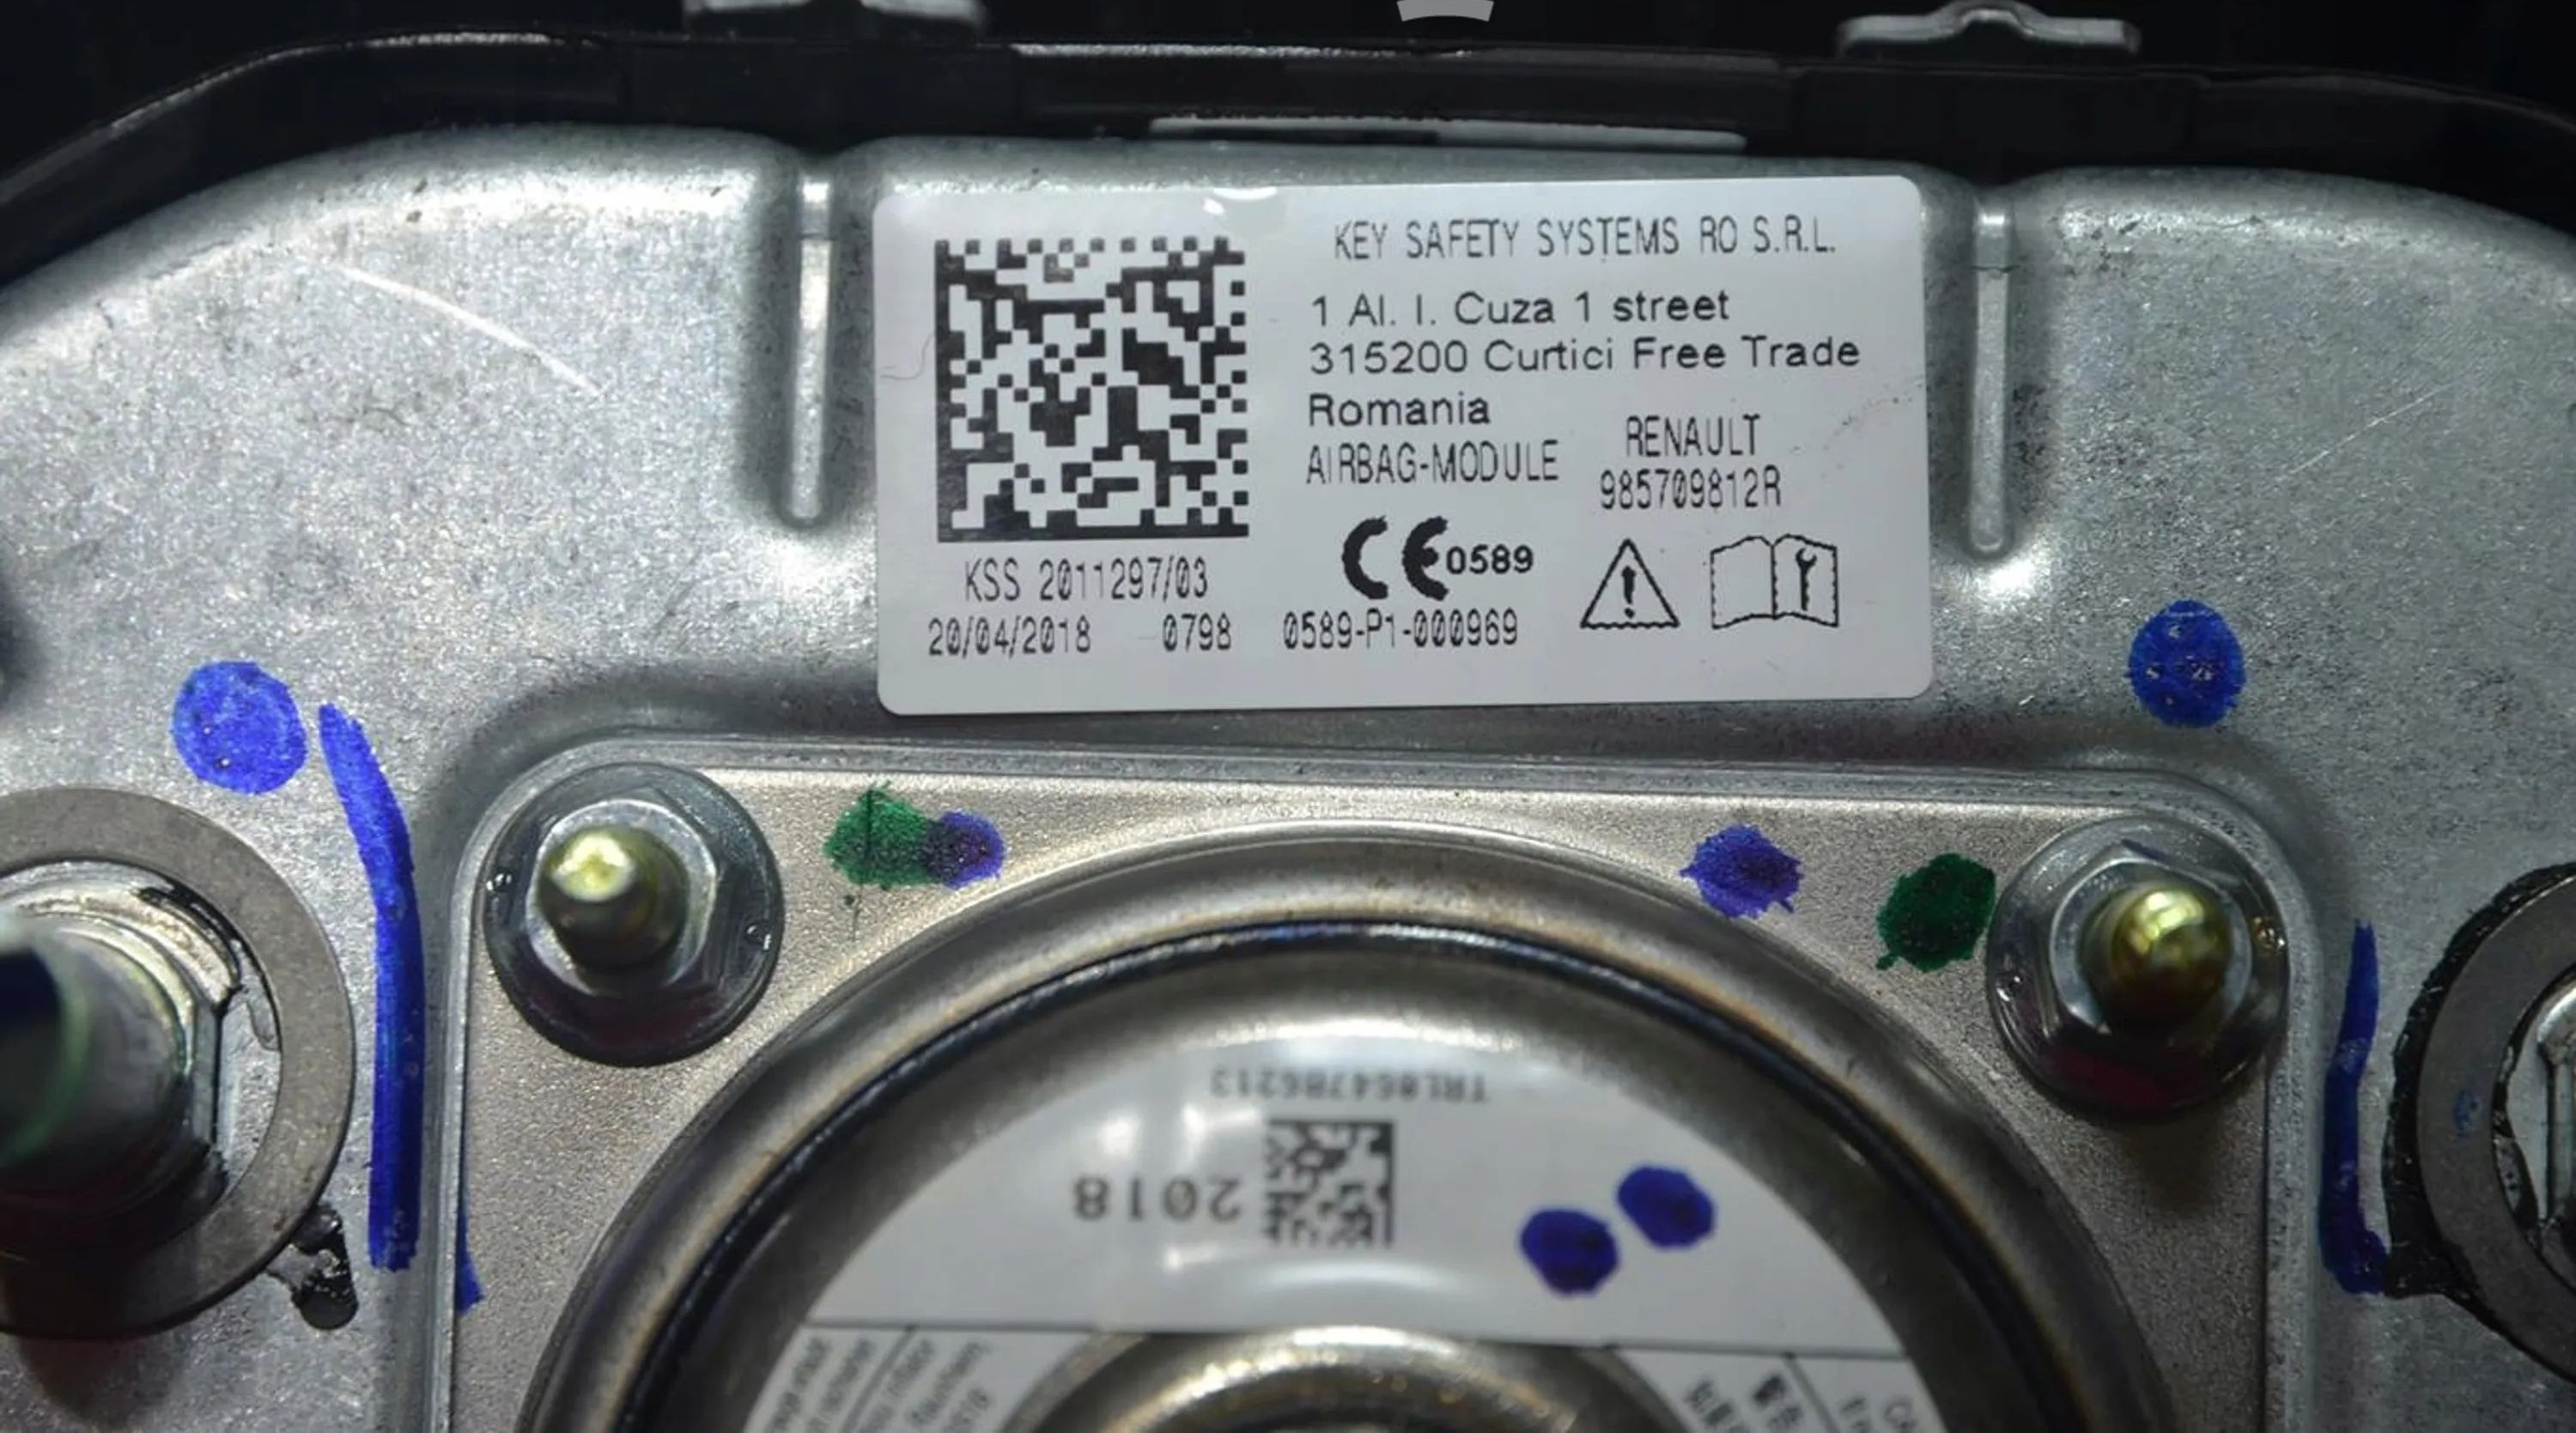 KEY SAFETY SYSTEMS RO S.R.L.
1 Al. I. Cuza 1 street
315200 Curtici Free Trade
Romania
AIRBAG-MODULE
RENAULT
985709812R
CE 0589
KSS 2011297/03
20/04/2018 0798 0589-P1-000969
2018